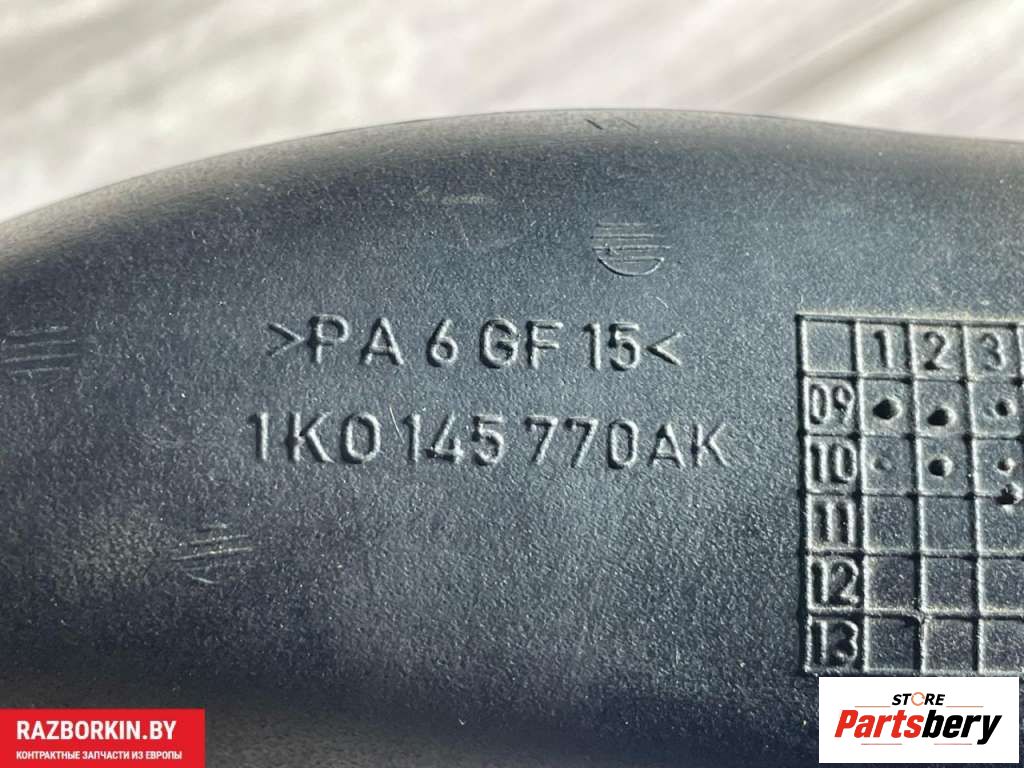 >PA 6 GF 15<
1K0 145 770AK
1 2 3
09
10
11
12
13
RAZBORKIN.BY
КОНТРАКТНЫЕ ЗАПЧАСТИ ИЗ ЕВРОПЫ
STORE
Partsbery